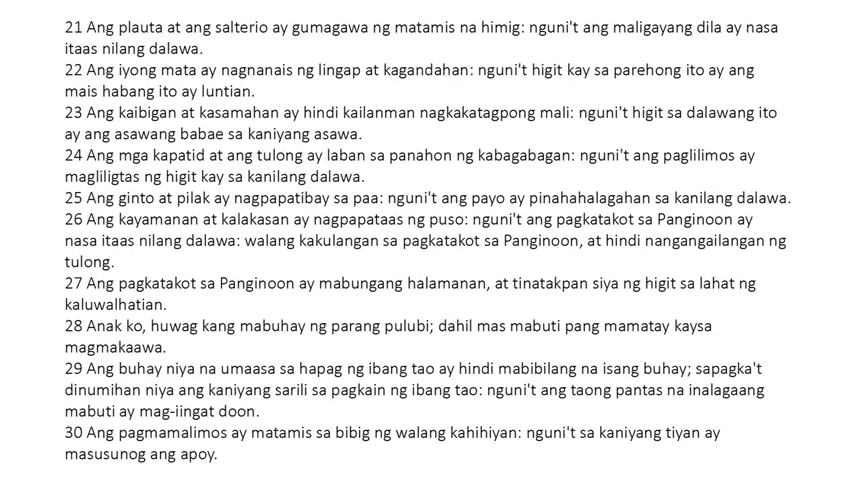 21 Ang plauta at ang salterio ay gumagawa ng matamis na himig: nguni't ang maligayang dila ay nasa
itaas nilang dalawa.
22 Ang iyong mata ay nagnanais ng lingap at kagandahan: nguni't higit kay sa parehong ito ay ang
mais habang ito ay luntian.
23 Ang kaibigan at kasamahan ay hindi kailanman nagkakatagpong mali: nguni't higit sa dalawang ito
ay ang asawang babae sa kaniyang asawa.
24 Ang mga kapatid at ang tulong ay laban sa panahon ng kabagabagan: nguni't ang paglilimos ay
magliligtas ng higit kay sa kanilang dalawa.
25 Ang ginto at pilak ay nagpapatibay sa paa: nguni't ang payo ay pinahahalagahan sa kanilang dalawa.
26 Ang kayamanan at kalakasan ay nagpapataas ng puso: nguni't ang pagkatakot sa Panginoon ay
nasa itaas nilang dalawa: walang kakulangan sa pagkatakot sa Panginoon, at hindi nangangailangan ng
tulong.
27 Ang pagkatakot sa Panginoon ay mabungang halamanan, at tinatakpan siya ng higit sa lahat ng
kaluwalhatian.
28 Anak ko, huwag kang mabuhay ng parang pulubi; dahil mas mabuti pang mamatay kaysa
magmakaawa.
29 Ang buhay niya na umaasa sa hapag ng ibang tao ay hindi mabibilang na isang buhay; sapagka't
dinumihan niya ang kaniyang sarili sa pagkain ng ibang tao: nguni't ang taong pantas na inalagaang
mabuti ay mag-iingat doon.
30 Ang pagmamalimos ay matamis sa bibig ng walang kahihiyan: nguni't sa kaniyang tiyan ay
masusunog ang apoy.